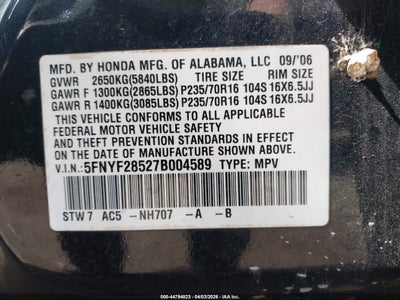 MFD. BY HONDA MFG. OF ALABAMA, LLC 09/'06
GVWR 2650KG(5840LBS) TIRE SIZE RIM SIZE
GAWR F 1300KG(2865LBS) P235/70R16 104S 16X6.5JJ
GAWR R 1400KG(3085LBS) P235/70R16 104S 16X6.5JJ
THIS VEHICLE CONFORMS TO ALL APPLICABLE
FEDERAL MOTOR VEHICLE SAFETY AND THEFT
PREVENTION STANDARDS IN EFFECT ON THE DATE
OF MANUFACTURE SHOWN ABOVE.
V.I.N.: 5FNYF28527B004589 TYPE: MPV
STW 7 AC5 -NH707 -A -B
000-44794823 - 04/03/2026 - IAA